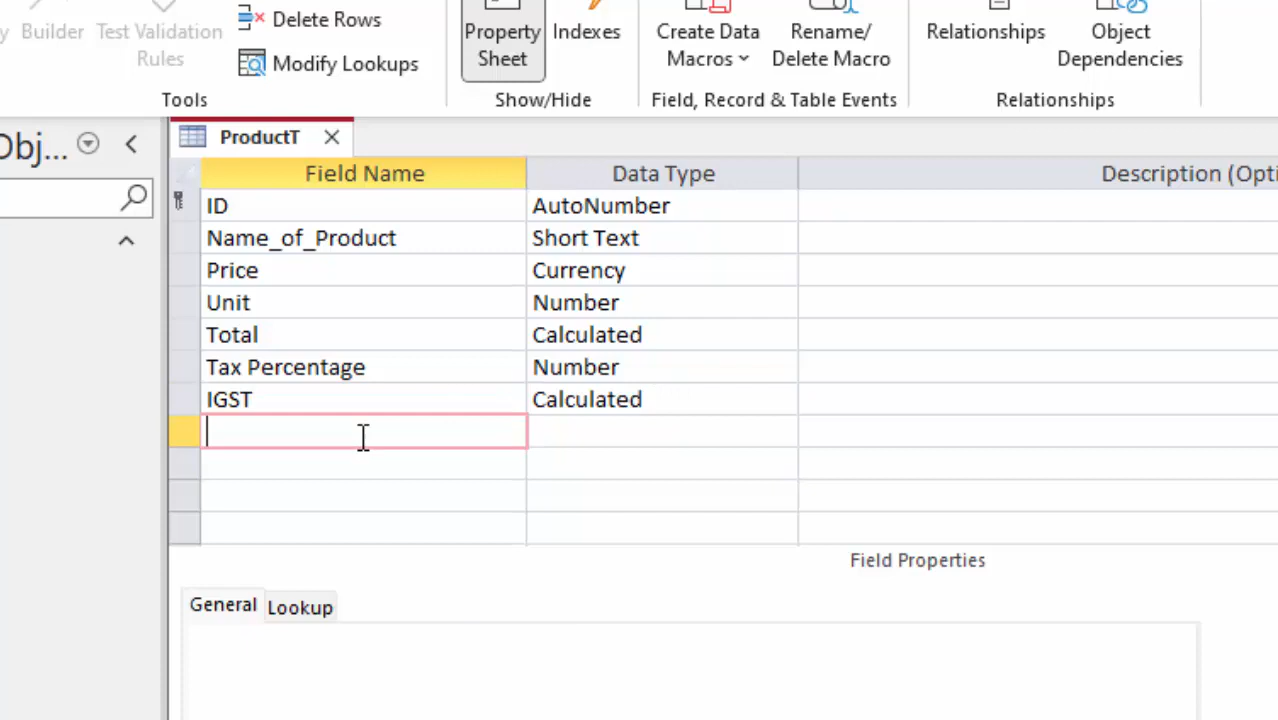 y Builder Test Validation Rules
Delete Rows
Modify Lookups
Property Sheet
Indexes
Create Data Macros
Rename/ Delete Macro
Relationships
Object Dependencies
Tools
Show/Hide
Field, Record & Table Events
Relationships
Obj...
ProductT
Field Name Data Type Description (Opti
ID AutoNumber
Name_of_Product Short Text
Price Currency
Unit Number
Total Calculated
Tax Percentage Number
IGST Calculated
Field Properties
General Lookup